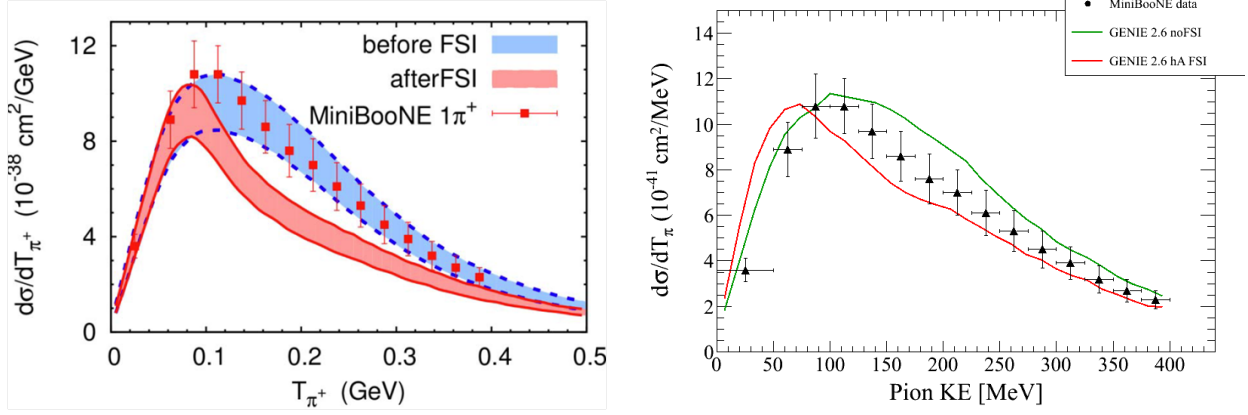 before FSI
afterFSI
MiniBooNE 1π⁺
dσ/dT_π⁺ (10⁻³⁸ cm²/GeV)
12
8
4
0
0 0.1 0.2 0.3 0.4 0.5
T_π⁺ (GeV)
MiniBooNE data
GENIE 2.6 noFSI
GENIE 2.6 hA FSI
dσ/dT_π (10⁻⁴¹ cm²/MeV)
14
12
10
8
6
4
2
0
0 50 100 150 200 250 300 350 400
Pion KE [MeV]